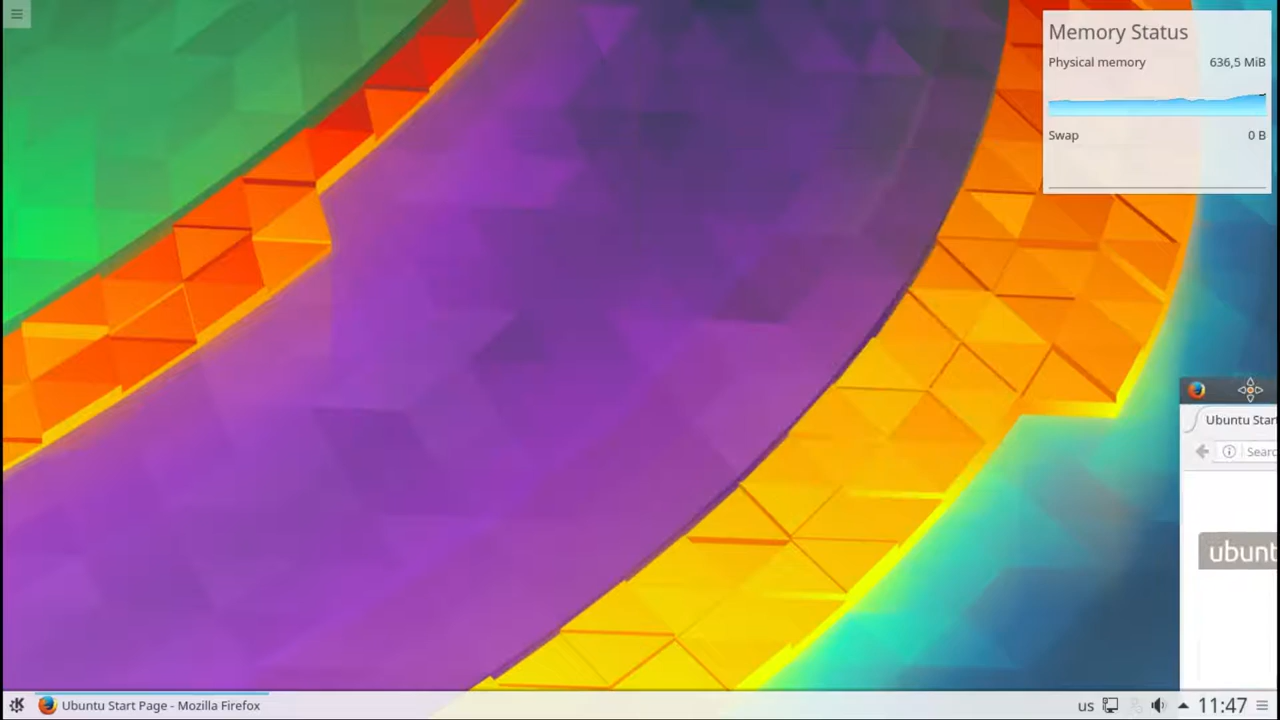 Memory Status
Physical memory 636,5 MiB
Swap 0 B
Ubuntu Star
Searc
ubunt
Ubuntu Start Page - Mozilla Firefox
us 11:47